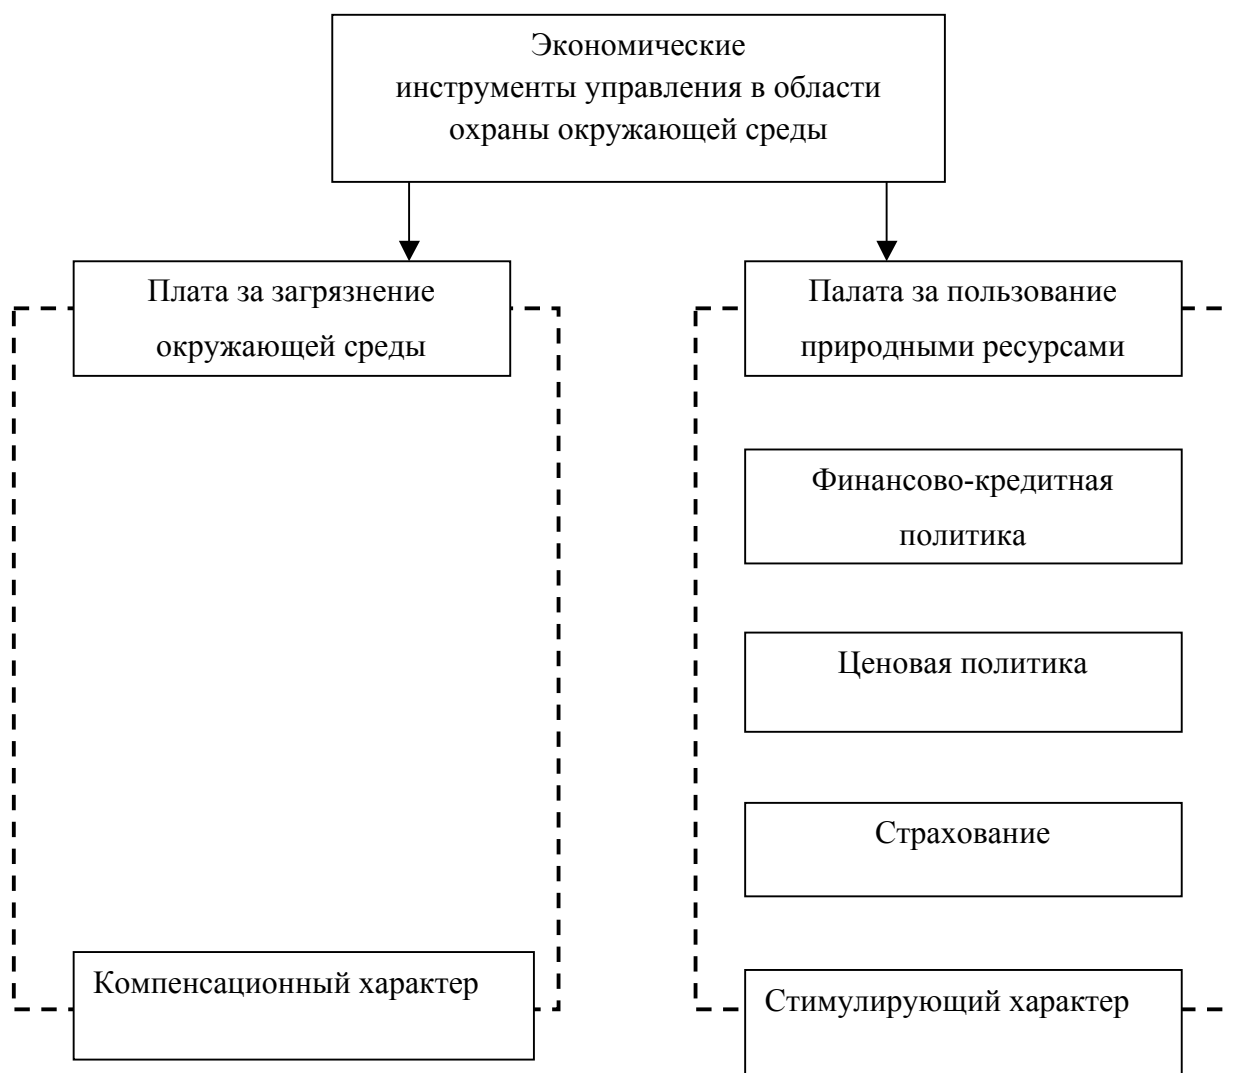 Экономические
инструменты управления в области
охраны окружающей среды
Плата за загрязнение
окружающей среды
Палата за пользование
природными ресурсами
Финансово-кредитная
политика
Ценовая политика
Страхование
Компенсационный характер
Стимулирующий характер